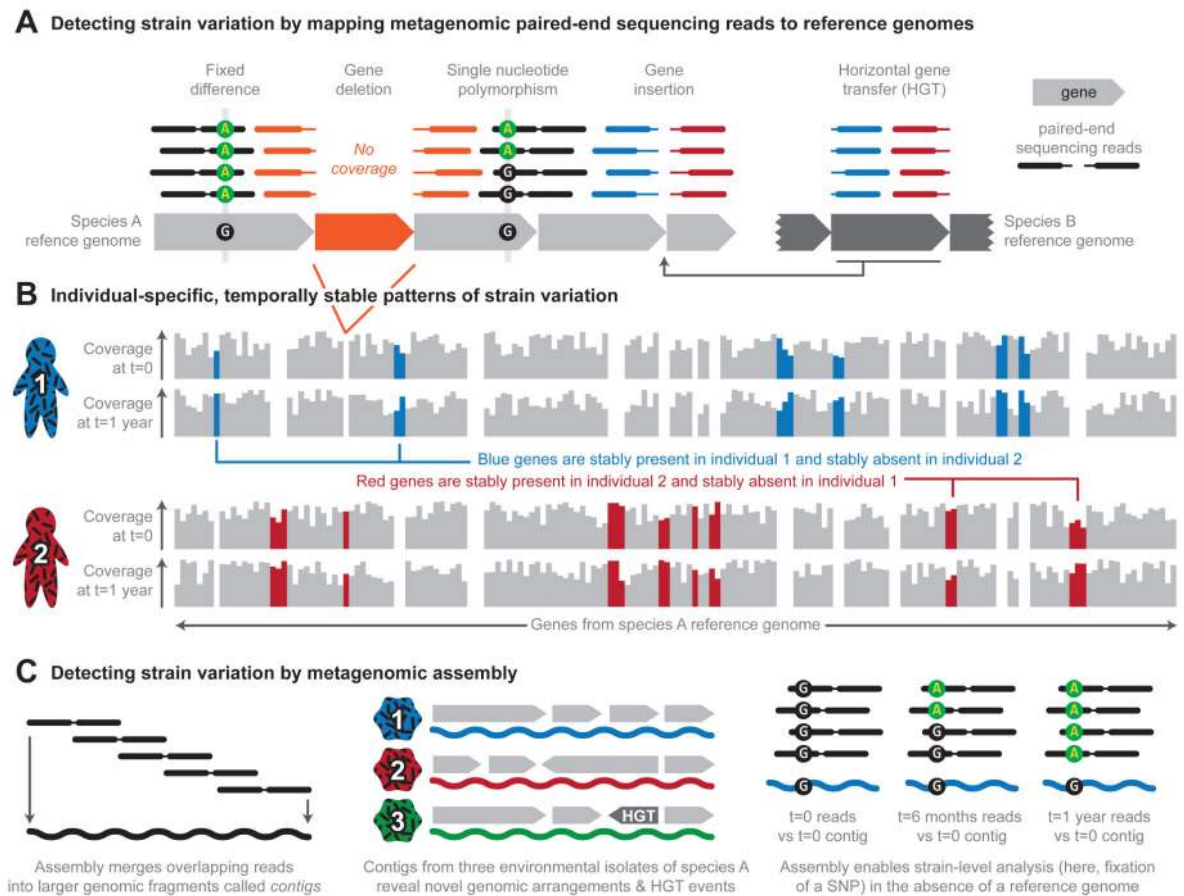 A Detecting strain variation by mapping metagenomic paired-end sequencing reads to reference genomes
Fixed
difference
Gene
deletion
Single nucleotide
polymorphism
Gene
insertion
Horizontal gene
transfer (HGT)
gene
paired-end
sequencing reads
No
coverage
A
A
A
A
A
A
G
G
Species A
refence genome
G
G
Species B
reference genome
B Individual-specific, temporally stable patterns of strain variation
1
Coverage
at t=0
Coverage
at t=1 year
Blue genes are stably present in individual 1 and stably absent in individual 2
Red genes are stably present in individual 2 and stably absent in individual 1
2
Coverage
at t=0
Coverage
at t=1 year
Genes from species A reference genome
C Detecting strain variation by metagenomic assembly
Assembly merges overlapping reads
into larger genomic fragments called contigs
1
2
3
HGT
Contigs from three environmental isolates of species A
reveal novel genomic arrangements & HGT events
G
G
G
G
G
A
A
G
G
G
A
A
A
A
G
t=0 reads
vs t=0 contig
t=6 months reads
vs t=0 contig
t=1 year reads
vs t=0 contig
Assembly enables strain-level analysis (here, fixation
of a SNP) in the absence of a reference genome